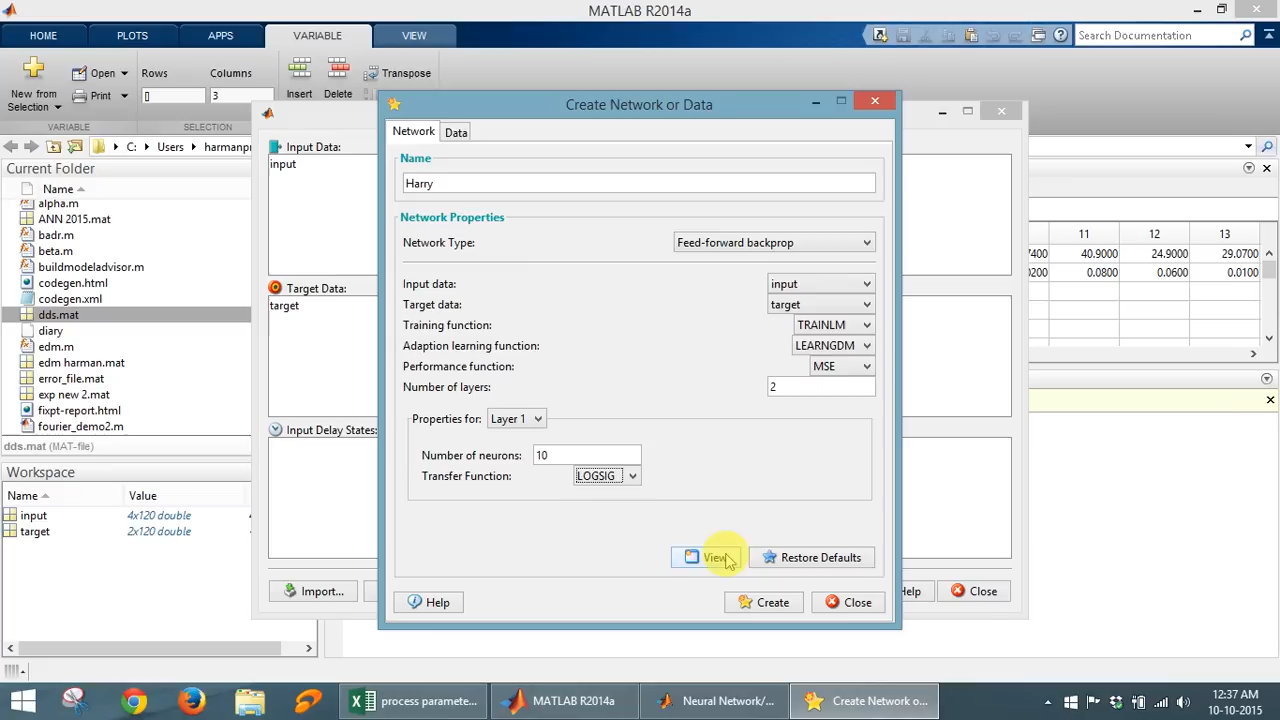 MATLAB R2014a
HOME
PLOTS
APPS
VARIABLE
VIEW
Search Documentation
New from
Selection
Open
Print
Rows
Columns
[]
3
Insert
Delete
Transpose
VARIABLE
SELECTION
C:
Users
harmanpr
Current Folder
Name
alpha.m
ANN 2015.mat
badr.m
beta.m
buildmodeladvisor.m
codegen.html
codegen.xml
dds.mat
diary
edm.m
edm harman.mat
error_file.mat
exp new 2.mat
fixpt-report.html
fourier_demo2.m
dds.mat (MAT-file)
Workspace
Name
Value
input
4x120 double
target
2x120 double
Input Data:
input
Target Data:
target
Input Delay States:
Import...
Help
Close
Create Network or Data
Network
Data
Name
Harry
Network Properties
Network Type:
Feed-forward backprop
Input data:
input
Target data:
target
Training function:
TRAINLM
Adaption learning function:
LEARNGDM
Performance function:
MSE
Number of layers:
2
Properties for:
Layer 1
Number of neurons:
10
Transfer Function:
LOGSIG
View
Restore Defaults
Help
Create
Close
11
12
13
7400
40.9000
24.9000
29.0700
0200
0.0800
0.0600
0.0100
process paramete...
MATLAB R2014a
Neural Network/...
Create Network o...
12:37 AM
10-10-2015